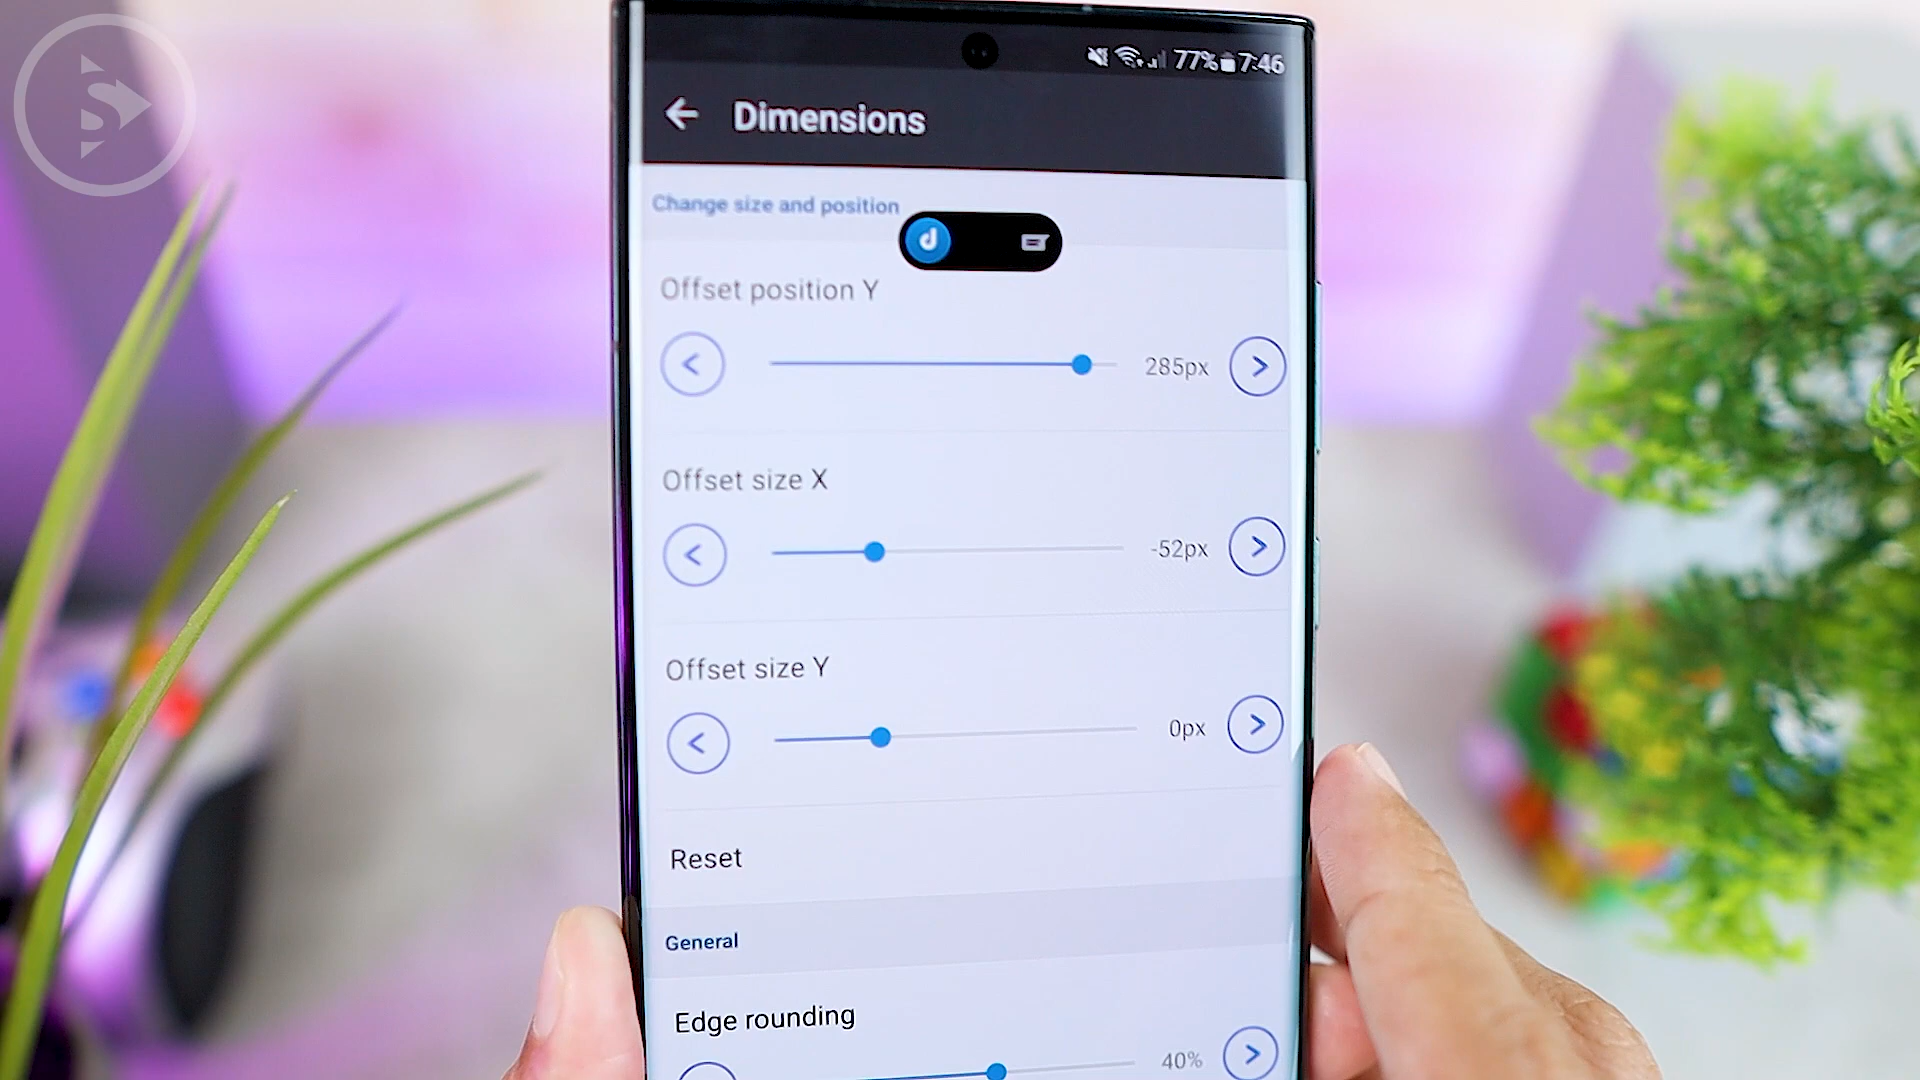 S
77% 7:46
Dimensions
Change size and position
d
Offset position Y
285px
Offset size X
-52px
Offset size Y
0px
Reset
General
Edge rounding
40%